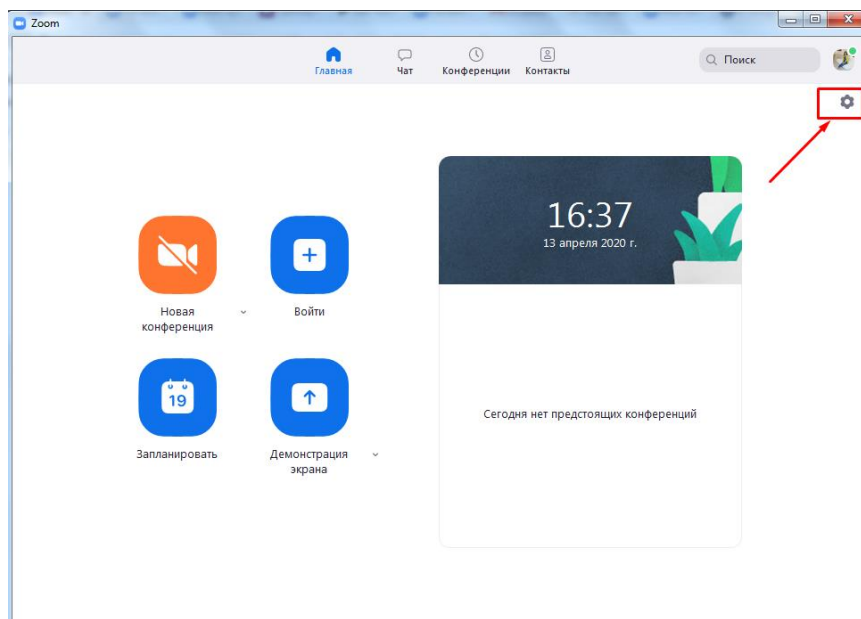 Zoom
Главная
Чат
Конференции
Контакты
Поиск
16:37
13 апреля 2020 г.
Новая
конференция
Войти
19
Запланировать
Демонстрация
экрана
Сегодня нет предстоящих конференций